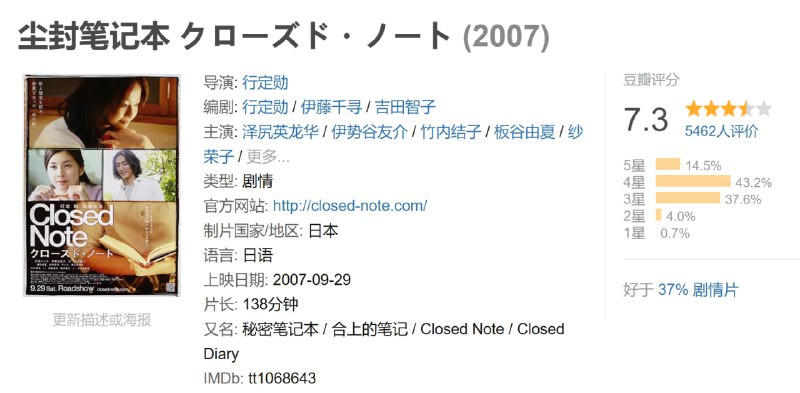 尘封笔记本 クローズド・ノート (2007)
Closed
Note
クローズド・ノート
9.29 Sat. Roadshow
closed-note.com
更新描述或海报
导演: 行定勋
编剧: 行定勋 / 伊藤千寻 / 吉田智子
主演: 泽尻英龙华 / 伊势谷友介 / 竹内结子 / 板谷由夏 / 纱
荣子 / 更多...
类型: 剧情
官方网站: http://closed-note.com/
制片国家/地区: 日本
语言: 日语
上映日期: 2007-09-29
片长: 138分钟
又名: 秘密笔记本 / 合上的笔记 / Closed Note / Closed
Diary
IMDb: tt1068643
豆瓣评分
7.3
5462人评价
5星 14.5%
4星 43.2%
3星 37.6%
2星 4.0%
1星 0.7%
好于 37% 剧情片